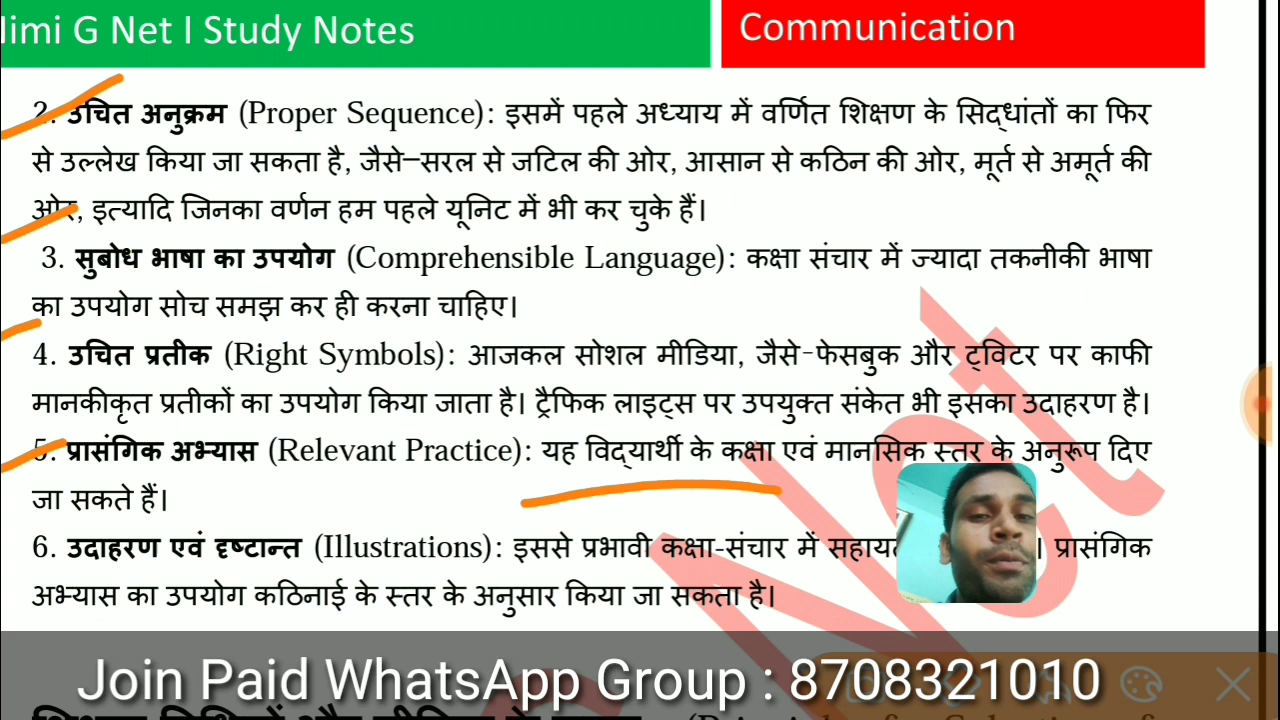 imi G Net I Study Notes
Communication
2. उचित अनुक्रम (Proper Sequence): इसमें पहले अध्याय में वर्णित शिक्षण के सिद्धांतों का फिर
से उल्लेख किया जा सकता है, जैसे–सरल से जटिल की ओर, आसान से कठिन की ओर, मूर्त से अमूर्त की
ओर, इत्यादि जिनका वर्णन हम पहले यूनिट में भी कर चुके हैं।
3. सुबोध भाषा का उपयोग (Comprehensible Language): कक्षा संचार में ज्यादा तकनीकी भाषा
का उपयोग सोच समझ कर ही करना चाहिए।
4. उचित प्रतीक (Right Symbols): आजकल सोशल मीडिया, जैसे-फेसबुक और ट्विटर पर काफी
मानकीकृत प्रतीकों का उपयोग किया जाता है। ट्रैफिक लाइट्स पर उपयुक्त संकेत भी इसका उदाहरण है।
5. प्रासंगिक अभ्यास (Relevant Practice): यह विद्यार्थी के कक्षा एवं मानसिक स्तर के अनुरूप दिए
जा सकते हैं।
6. उदाहरण एवं दृष्टान्त (Illustrations): इससे प्रभावी कक्षा-संचार में । प्रासंगिक
अभ्यास का उपयोग कठिनाई के स्तर के अनुसार किया जा सकता है।
Net
Join Paid WhatsApp Group : 8708321010